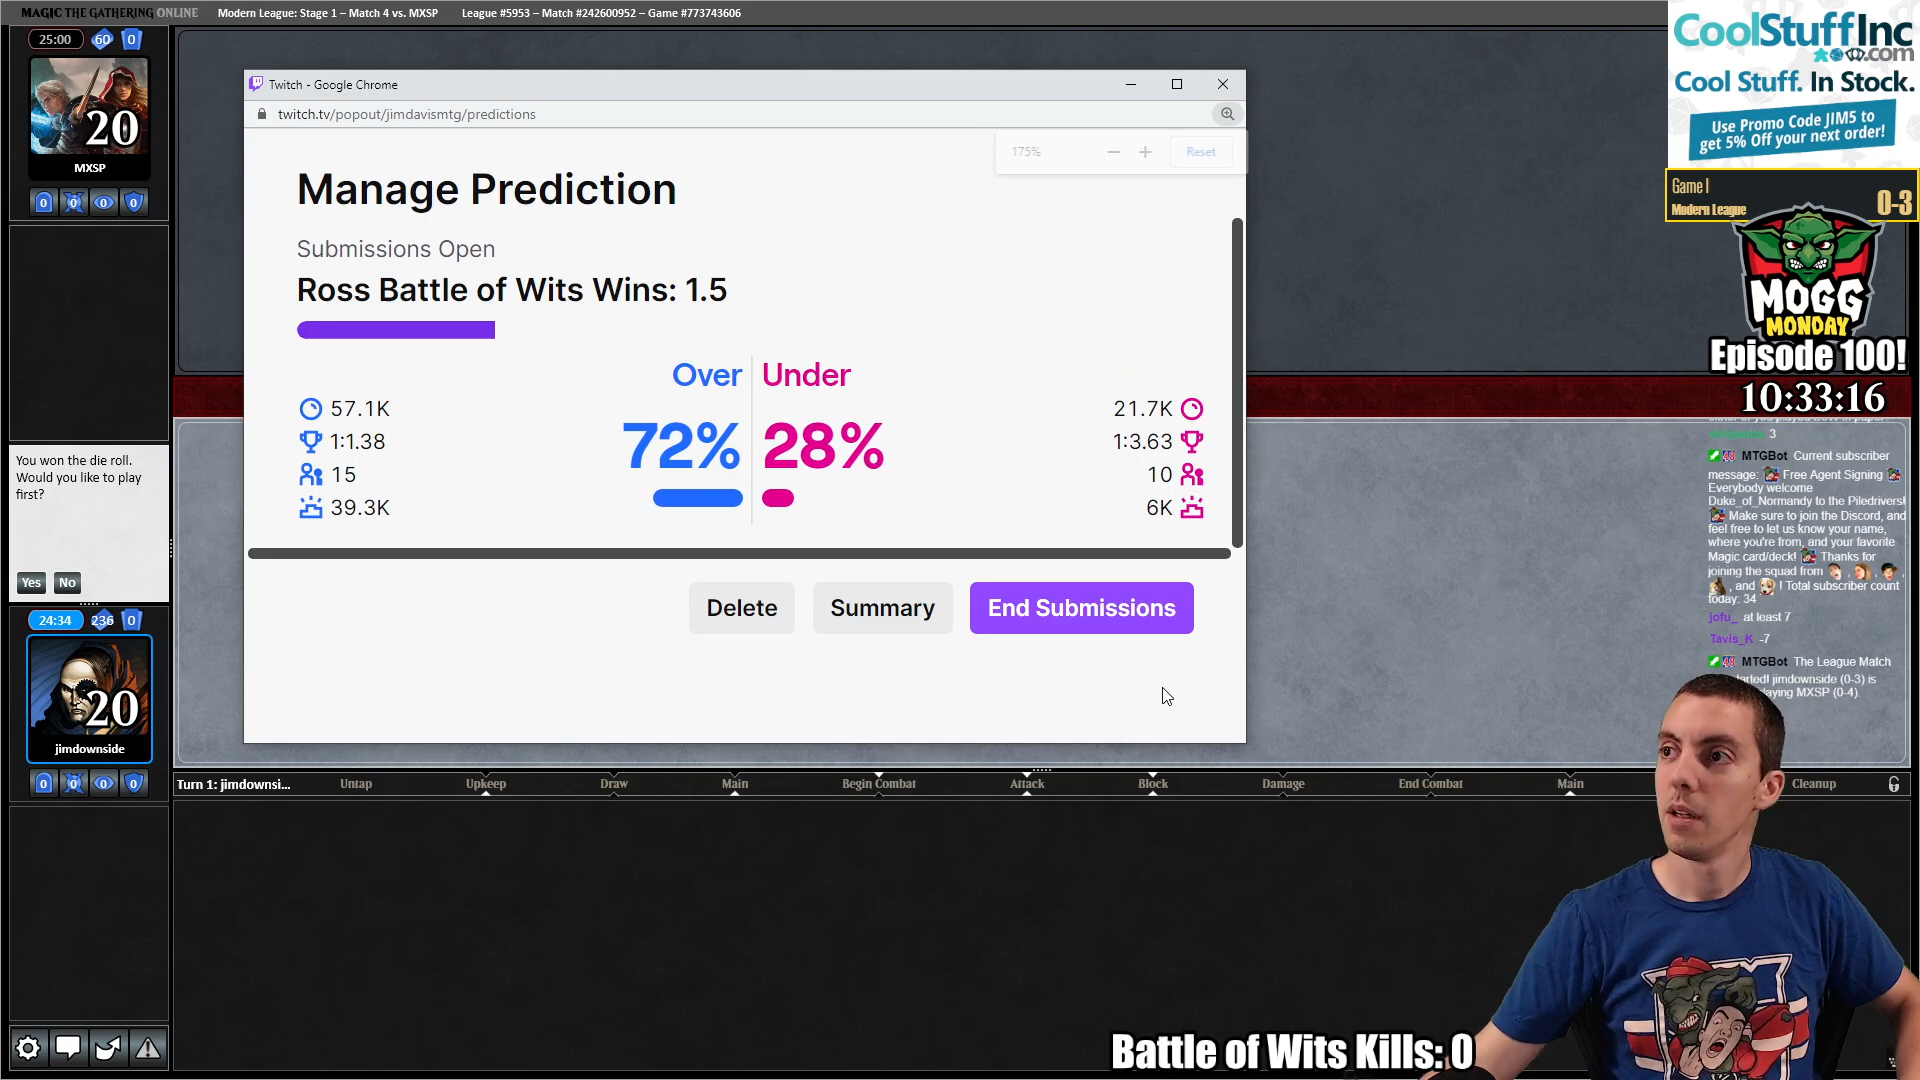 MAGIC THE GATHERING ONLINE
Modern League: Stage 1 – Match 4 vs. MXSP
League #5953 – Match #242600952 – Game #773743606
25:00
60
0
20
MXSP
0
0
0
0
Twitch - Google Chrome
twitch.tv/popout/jimdavismtg/predictions
175%
Reset
Manage Prediction
Submissions Open
Ross Battle of Wits Wins: 1.5
Over
Under
57.1K
1:1.38
15
39.3K
72%
28%
21.7K
1:3.63
10
6K
Delete
Summary
End Submissions
You won the die roll.
Would you like to play
first?
Yes
No
24:34
236
0
20
jimdownside
0
0
0
0
Turn 1: jimdownsi...
Untap
Upkeep
Draw
Main
Begin Combat
Attack
Block
Damage
End Combat
Main
Cleanup
CoolStuffInc
.com
Cool Stuff. In Stock.
Use Promo Code JIM5 to
get 5% Off your next order!
Game 1
Modern League
0-3
MOGG
MONDAY
Episode 100!
10:33:16
3
MTGBot Current subscriber
message: Free Agent Signing
Everybody welcome
Duke_of_Normandy to the Piledrivers!
Make sure to join the Discord, and
feel free to let us know your name,
where you're from, and your favorite
Magic card/deck! Thanks for
joining the squad from , , ,
, and ! Total subscriber count
today: 34
jofu_ at least 7
Tavis_K -7
MTGBot The League Match
jimdownside (0-3) is
MXSP (0-4)
Battle of Wits Kills: 0